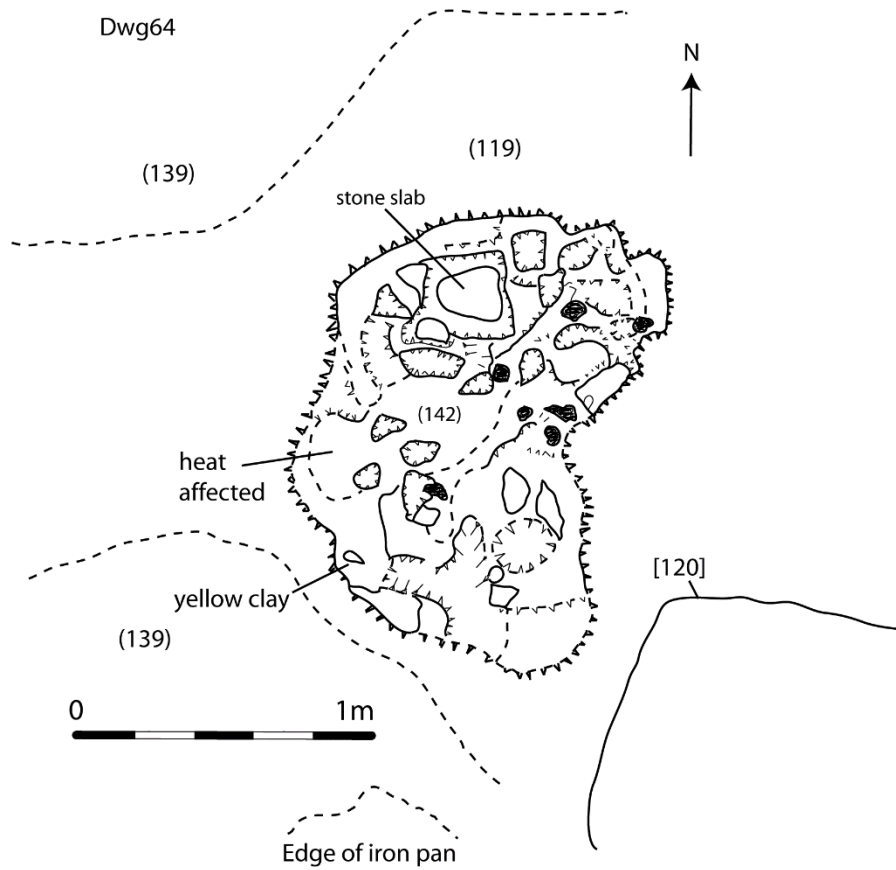 Dwg64
N
(119)
(139)
stone slab
(142)
heat
affected
[120]
yellow clay
(139)
0 1m
Edge of iron pan